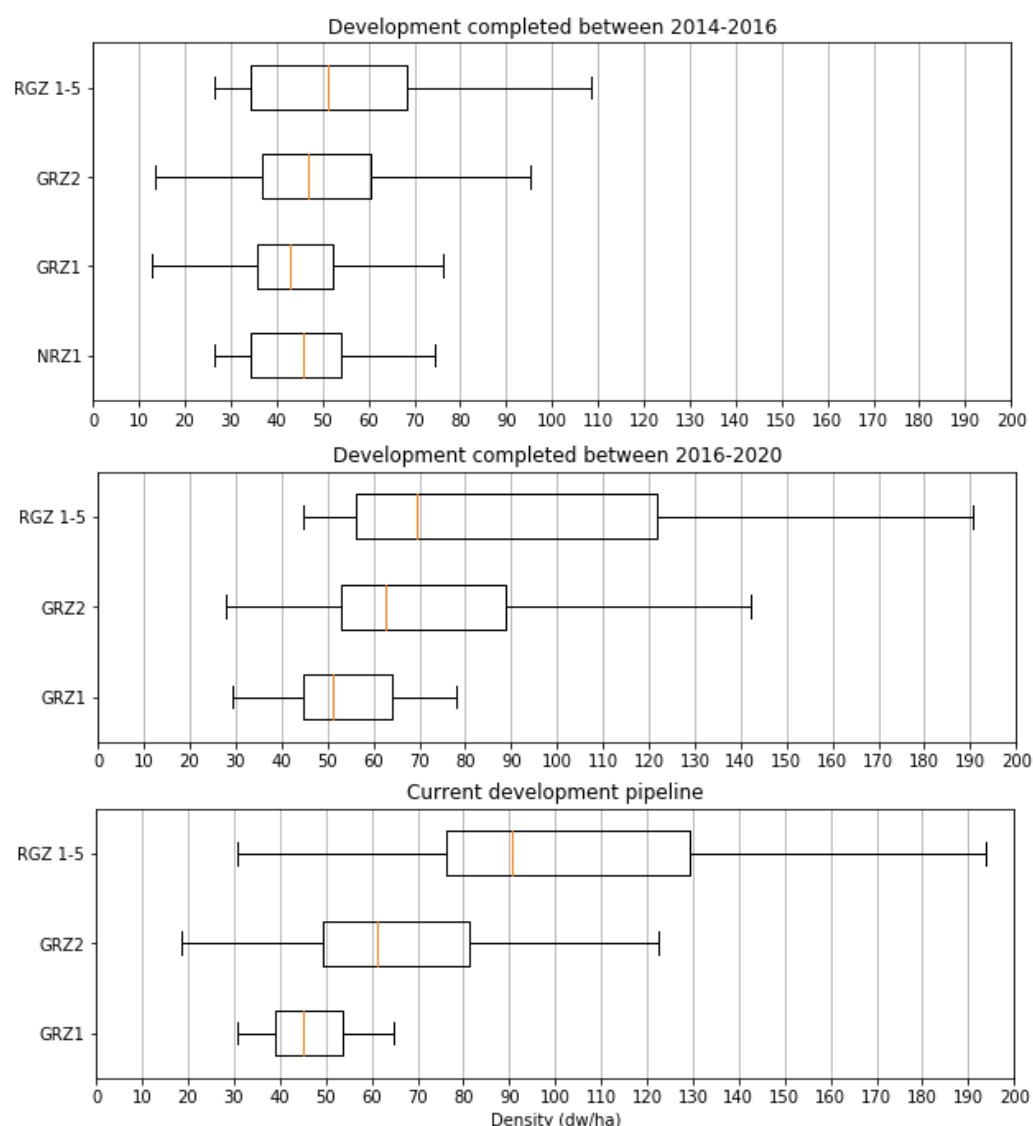 Development completed between 2014-2016
RGZ 1-5
GRZ2
GRZ1
NRZ1
0 10 20 30 40 50 60 70 80 90 100 110 120 130 140 150 160 170 180 190 200
Development completed between 2016-2020
RGZ 1-5
GRZ2
GRZ1
0 10 20 30 40 50 60 70 80 90 100 110 120 130 140 150 160 170 180 190 200
Current development pipeline
RGZ 1-5
GRZ2
GRZ1
0 10 20 30 40 50 60 70 80 90 100 110 120 130 140 150 160 170 180 190 200
Density (dw/ha)